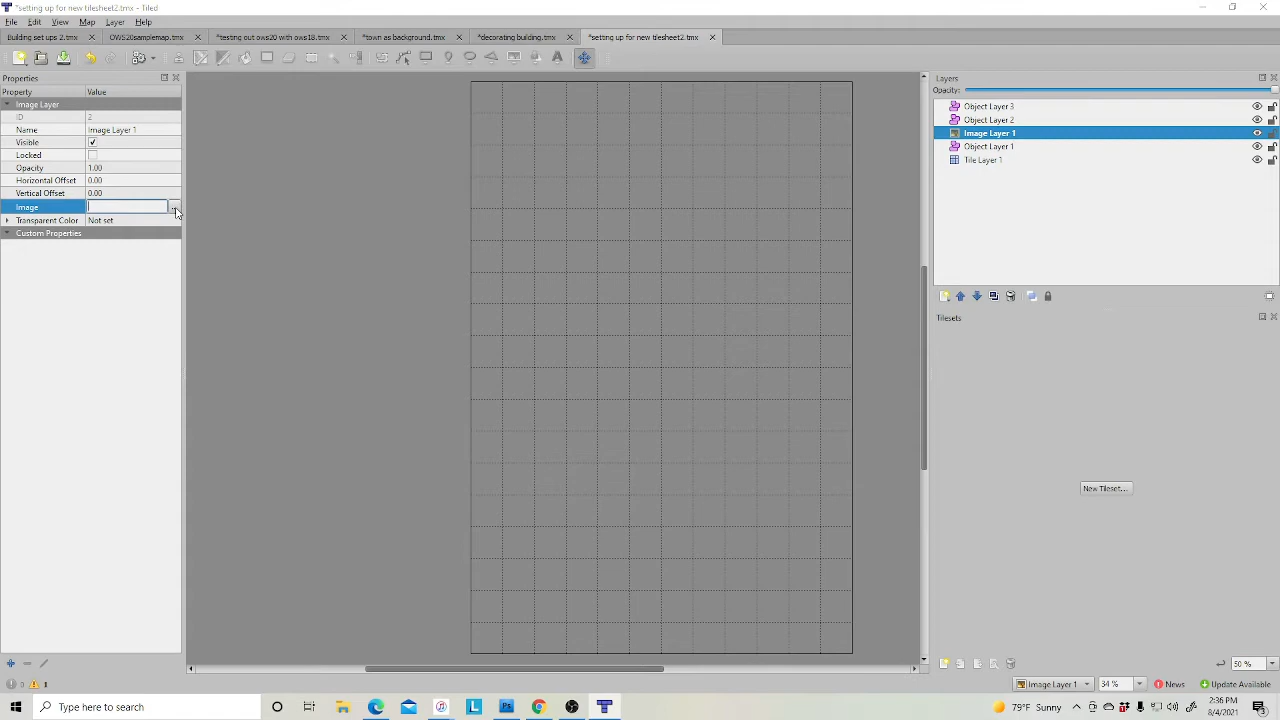 *setting up for new tilesheet2.tmx - Tiled
File Edit View Map Layer Help
Building set ups 2.tmx OWS20samplemap.tmx *testing out ows20 with ows18.tmx *town as background.tmx *decorating building.tmx *setting up for new tilesheet2.tmx
Properties
Property Value
Image Layer
ID 2
Name Image Layer 1
Visible
Locked
Opacity 1.00
Horizontal Offset 0.00
Vertical Offset 0.00
Image ...
Transparent Color Not set
Custom Properties
Layers
Opacity:
Object Layer 3
Object Layer 2
Image Layer 1
Object Layer 1
Tile Layer 1
Tilesets
New Tileset...
50 %
0 1
Image Layer 1 34 % News Update Available
Type here to search
79°F Sunny
2:36 PM
8/4/2021